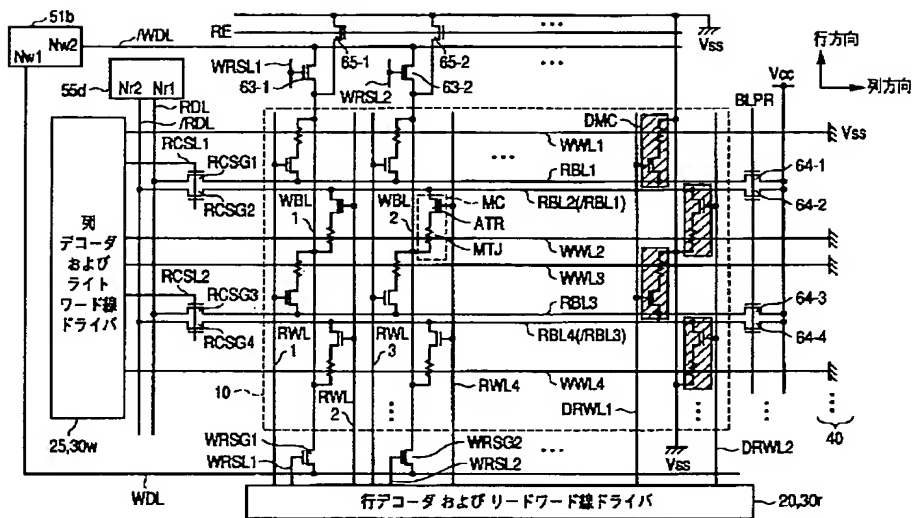 51b
Nw1 Nw2
/WDL
RE
65-1
65-2
Vss
行方向
列方向
Vcc
BLPR
WRSL1
63-1
WRSL2
63-2
55d
Nr2 Nr1
RDL
/RDL
RCSL1
RCSG1
RCSG2
DMC
WWL1
Vss
RBL1
64-1
RBL2(/RBL1)
64-2
MC
ATR
MTJ
WBL
1
WBL
2
WWL2
WWL3
列
デコーダ
および
ライト
ワード線
ドライバ
RCSL2
RCSG3
RCSG4
RBL3
64-3
RBL4(/RBL3)
64-4
RWL
1
RWL
3
10
RWL
2
RWL4
WWL4
DRWL1
DRWL2
40
25,30w
WRSG1
WRSL1
WRSG2
WRSL2
Vss
WDL
行デコーダ および リードワード線ドライバ
20,30r